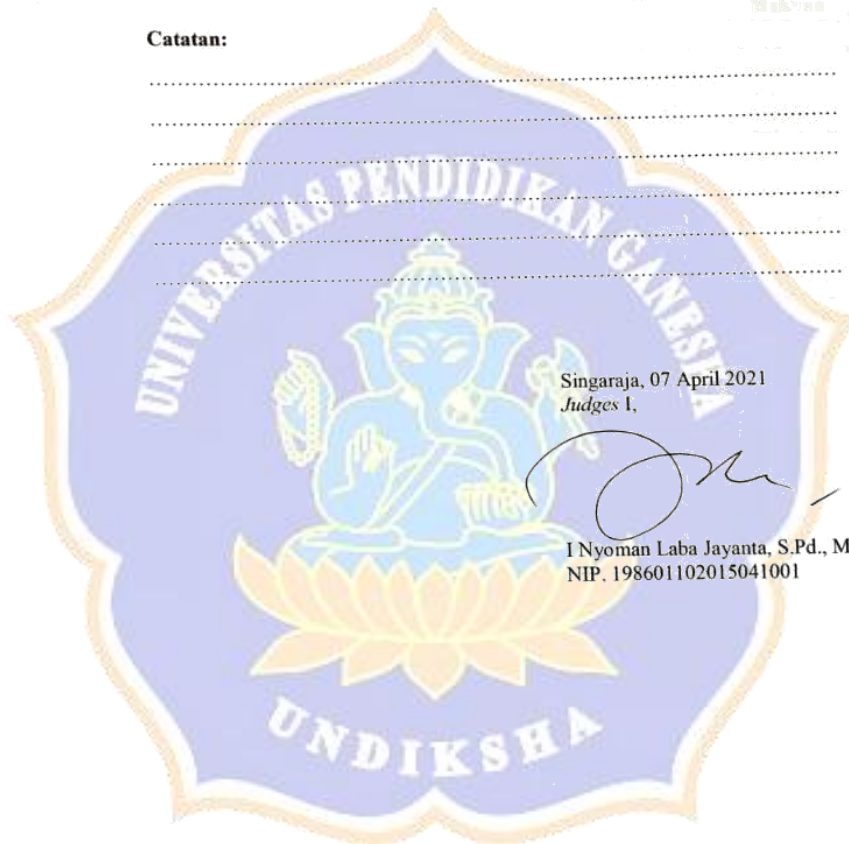 Catatan:
................................................................................
................................................................................
................................................................................
................................................................................
................................................................................
................................................................................
UNIVERSITAS PENDIDIKAN GANESHA
Singaraja, 07 April 2021
Judges I,
I Nyoman Laba Jayanta, S.Pd., M
NIP. 198601102015041001
UNDIKSHA